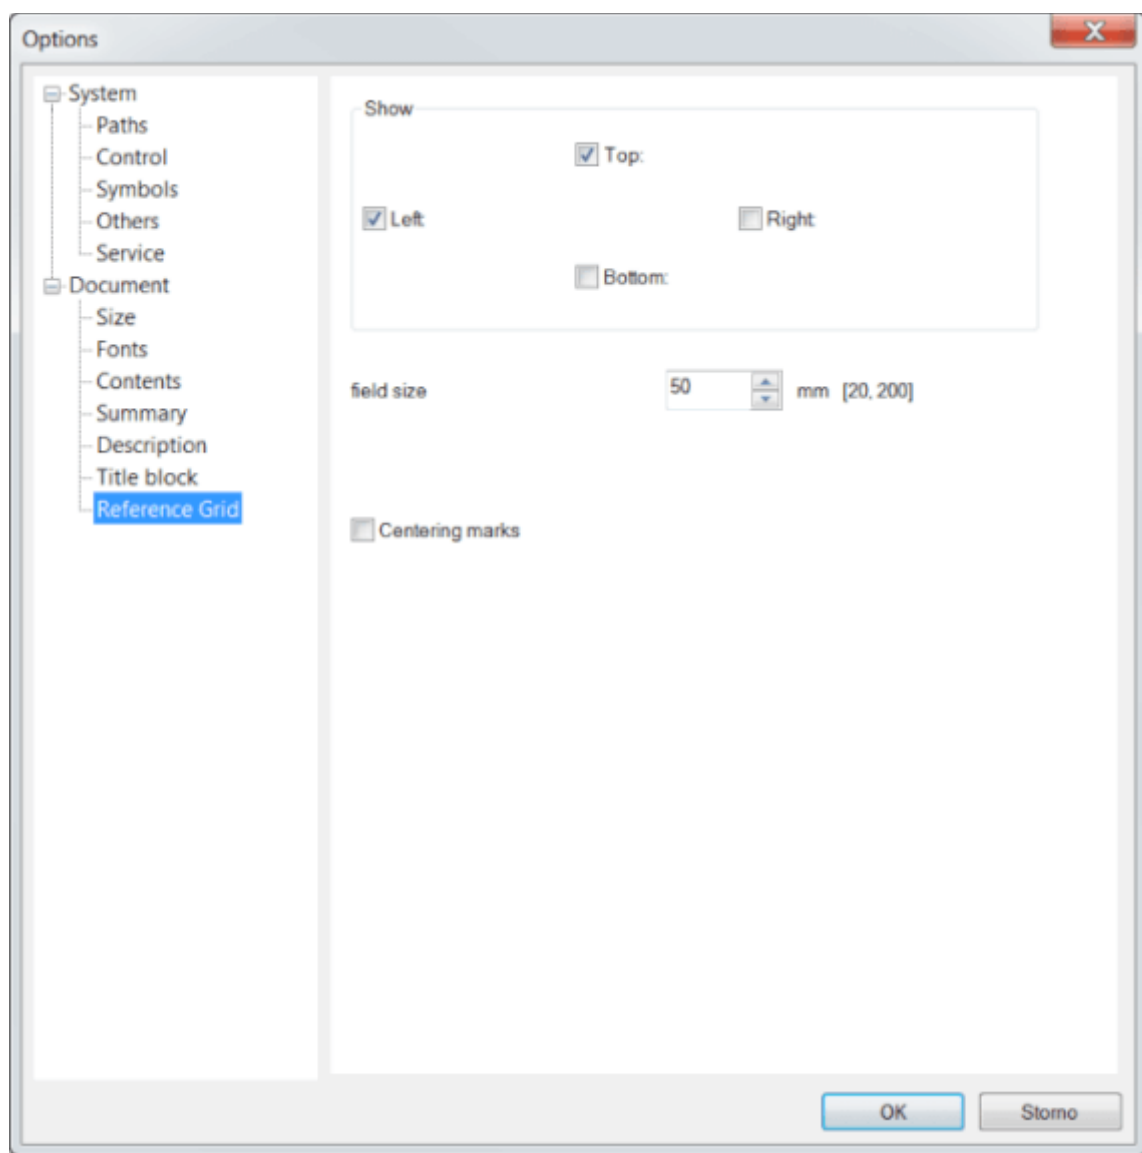 Options
System
Paths
Control
Symbols
Others
Service
Document
Size
Fonts
Contents
Summary
Description
Title block
Reference Grid
Show
Top:
Left
Right
Bottom:
field size 50 mm [20, 200]
Centering marks
OK Storno